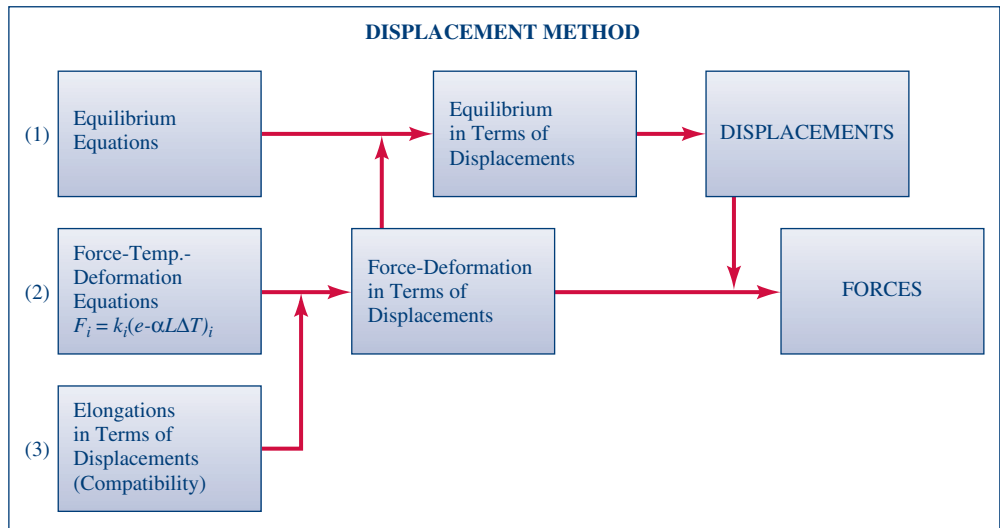 DISPLACEMENT METHOD
(1)
Equilibrium
Equations
Equilibrium
in Terms of
Displacements
DISPLACEMENTS
(2)
Force-Temp.-
Deformation
Equations
Fᵢ = kᵢ(e-αLΔT)ᵢ
Force-Deformation
in Terms of
Displacements
FORCES
(3)
Elongations
in Terms of
Displacements
(Compatibility)